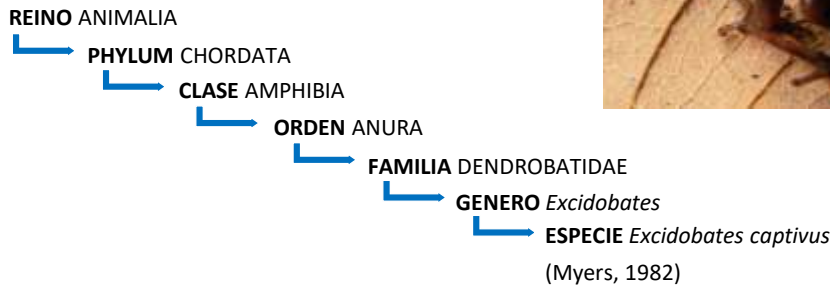 REINO ANIMALIA
PHYLUM CHORDATA
CLASE AMPHIBIA
ORDEN ANURA
FAMILIA DENDROBATIDAE
GENERO Excidobates
ESPECIE Excidobates captivus
(Myers, 1982)